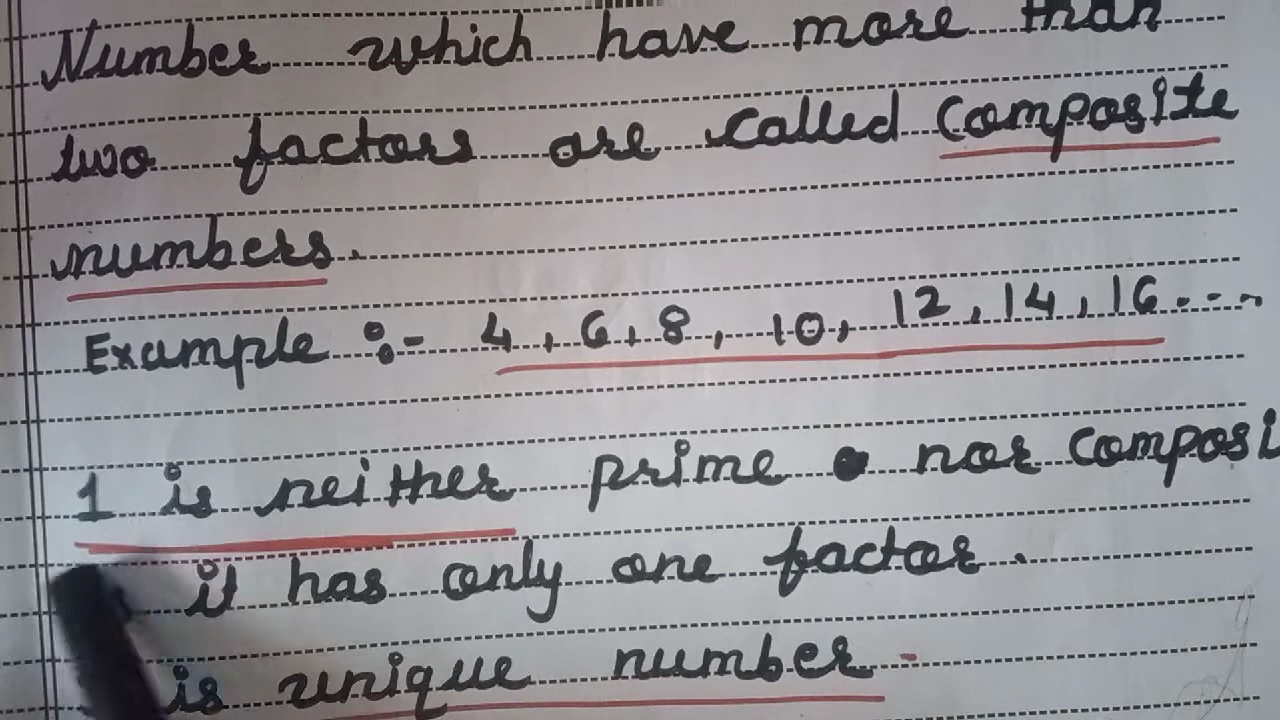 Number which have more than
two factors are called Composite
numbers.
Example :- 4, 6, 8, 10, 12, 14, 16...
1 is neither prime nor Composi
it has only one factor.
is unique number